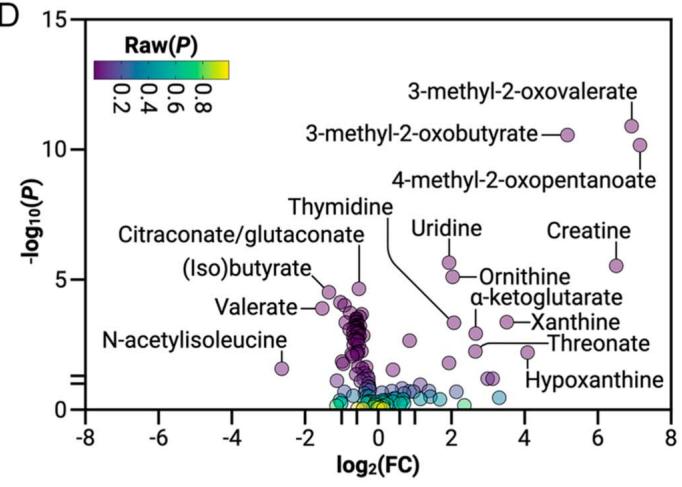 D
15
Raw(P)
0.2 0.4 0.6 0.8
3-methyl-2-oxovalerate
10
3-methyl-2-oxobutyrate
4-methyl-2-oxopentanoate
-log10(P)
Thymidine
Citraconate/glutaconate
Uridine
Creatine
(Iso)butyrate
5
Ornithine
α-ketoglutarate
Valerate
Xanthine
N-acetylisoleucine
Threonate
Hypoxanthine
0
-8 -6 -4 -2 0 2 4 6 8
log2(FC)